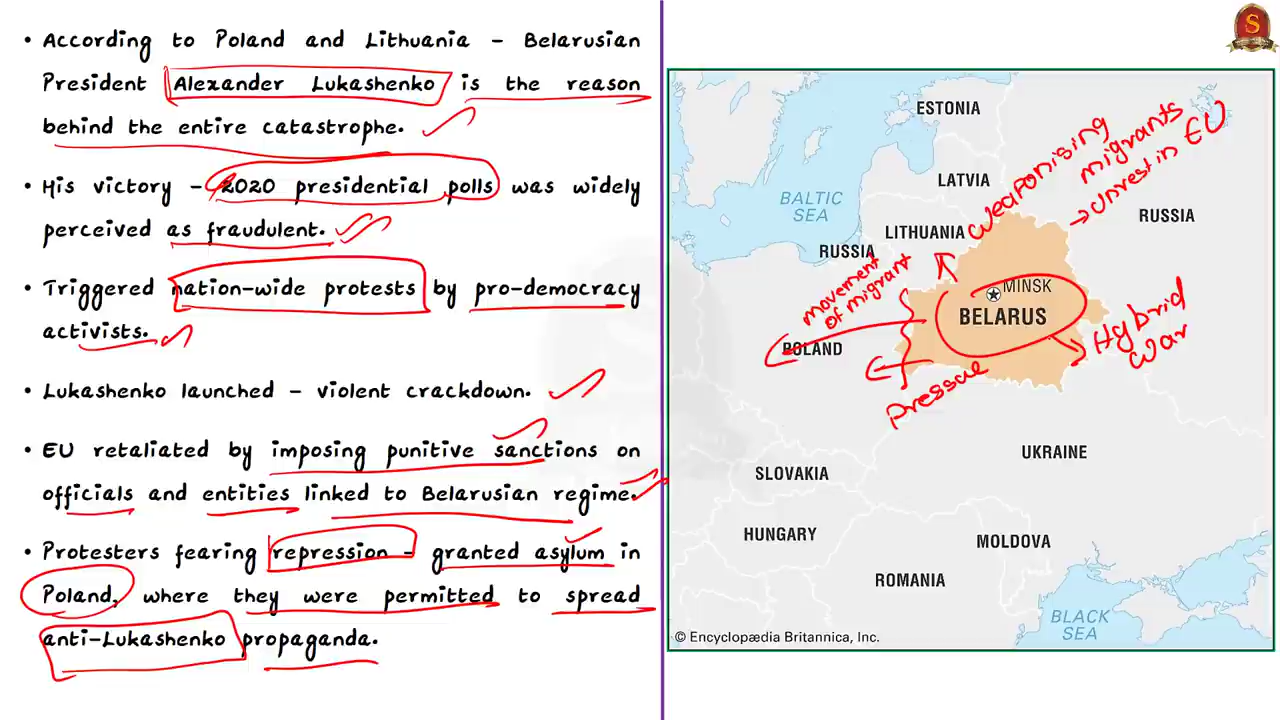 • According to Poland and Lithuania – Belarusian
President Alexander Lukashenko is the reason
behind the entire catastrophe.
• His victory – 2020 presidential polls was widely
perceived as fraudulent.
• Triggered nation-wide protests by pro-democracy
activists.
• Lukashenko launched – violent crackdown.
• EU retaliated by imposing punitive sanctions on
officials and entities linked to Belarusian regime.
• Protesters fearing repression – granted asylum in
Poland, where they were permitted to spread
anti-Lukashenko propaganda.
S
ESTONIA
LATVIA
BALTIC
SEA
LITHUANIA
RUSSIA
RUSSIA
Weaponising
migrants
→ Unrest in EU
movement
of migrant
MINSK
BELARUS
POLAND
Hybrid
war
Pressure
UKRAINE
SLOVAKIA
HUNGARY
MOLDOVA
ROMANIA
BLACK
SEA
© Encyclopædia Britannica, Inc.